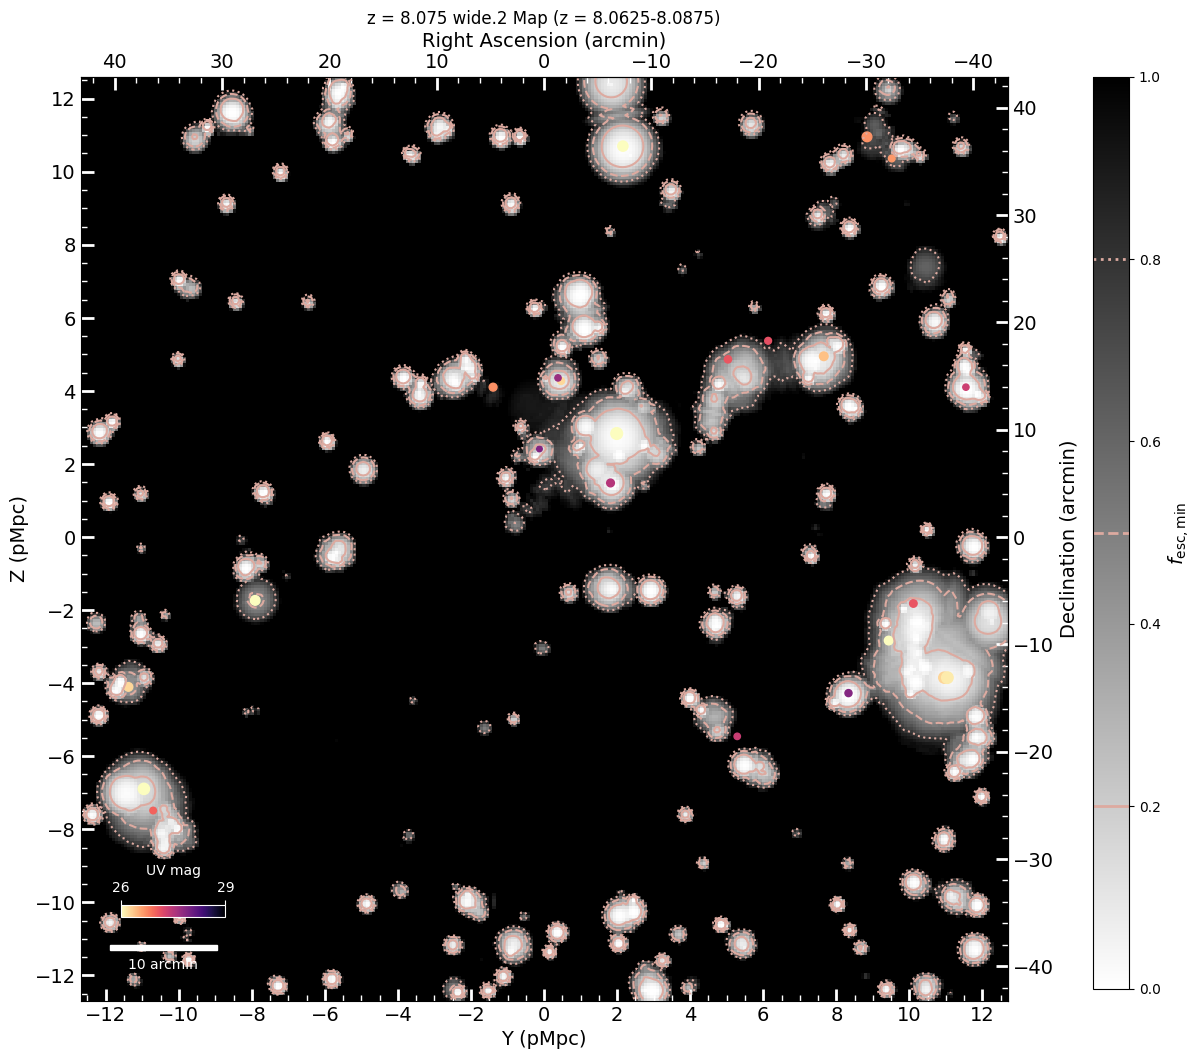 z = 8.075 wide.2 Map (z = 8.0625-8.0875)
Right Ascension (arcmin)
40 30 20 10 0 −10 −20 −30 −40
12 10 8 6 4 2 0 −2 −4 −6 −8 −10 −12
Z (pMpc)
40 30 20 10 0 −10 −20 −30 −40
Declination (arcmin)
1.0 0.8 0.6 0.4 0.2 0.0
fesc,min
UV mag
26 29
10 arcmin
−12 −10 −8 −6 −4 −2 0 2 4 6 8 10 12
Y (pMpc)